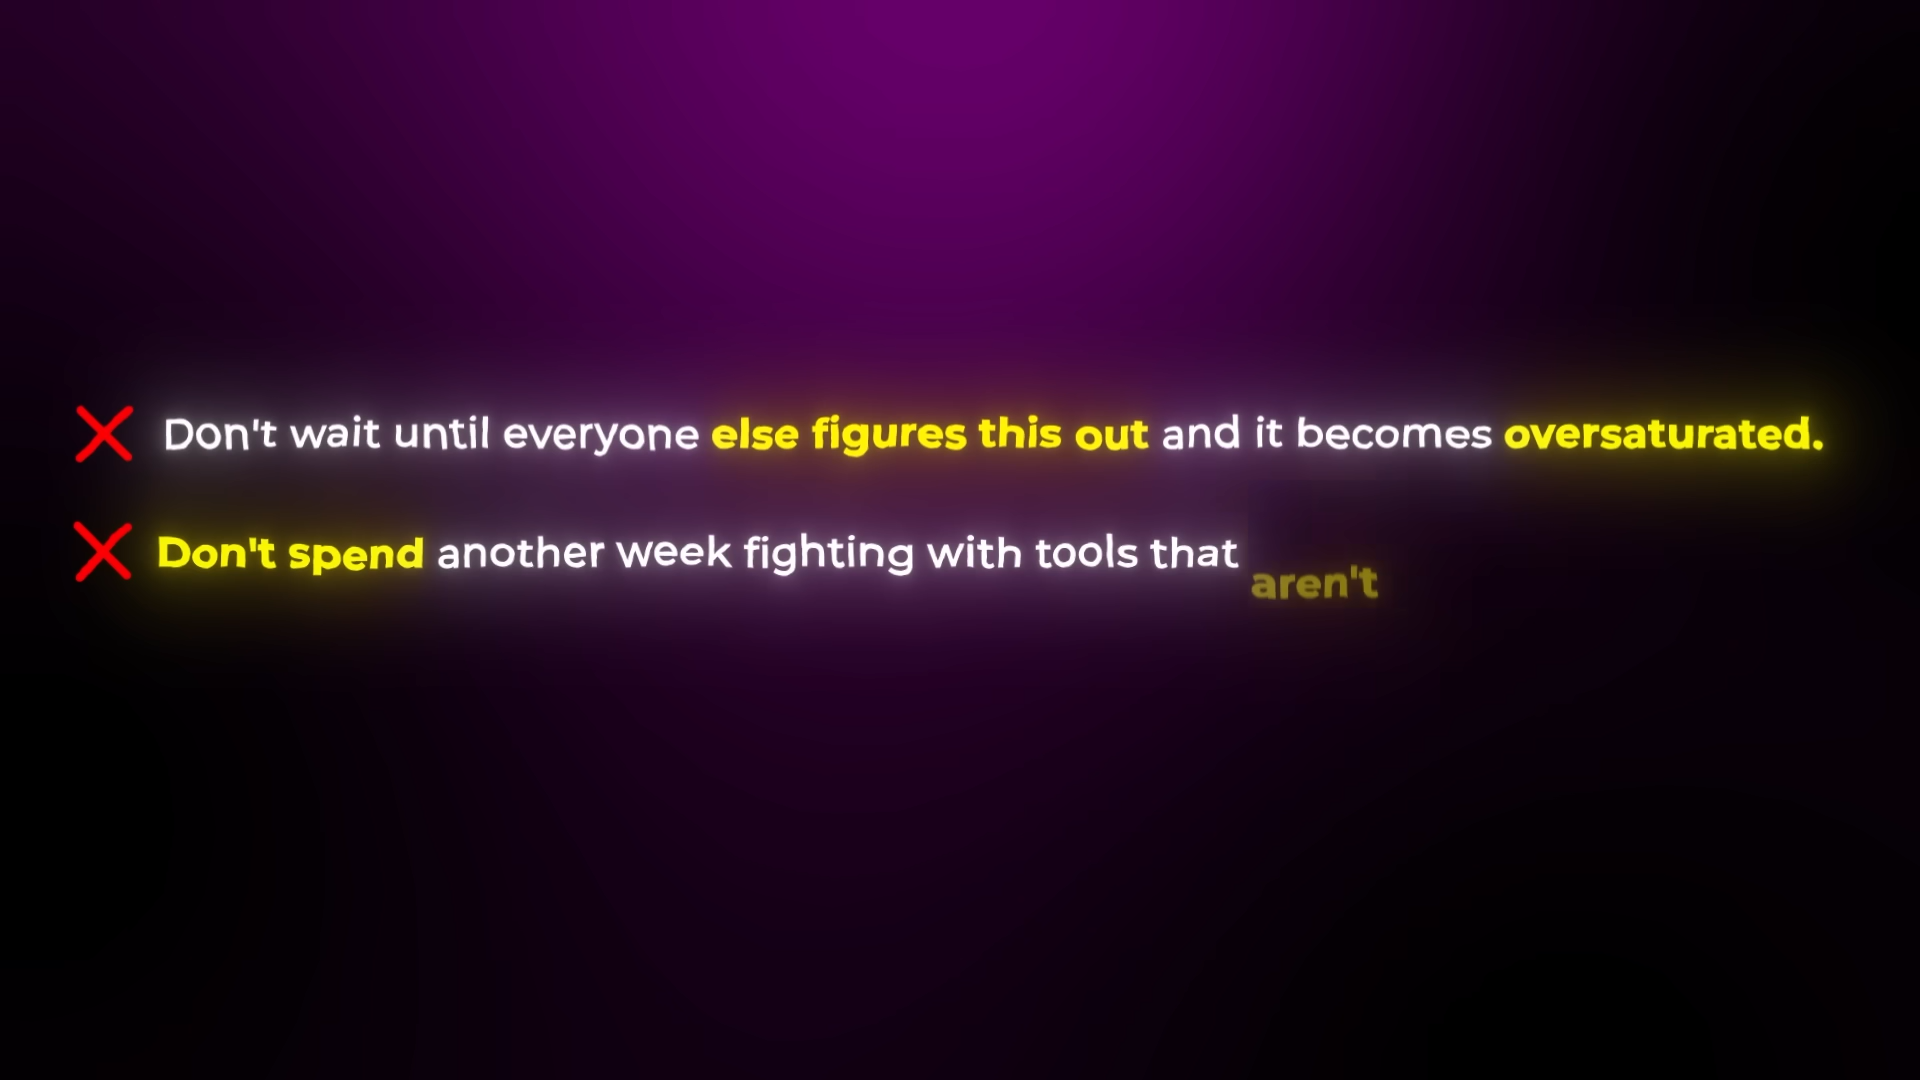 Don't wait until everyone else figures this out and it becomes oversaturated.
Don't spend another week fighting with tools that aren't